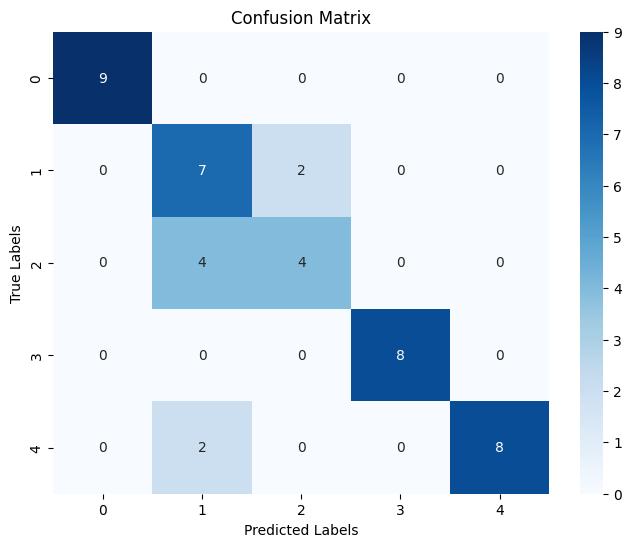 Confusion Matrix
True Labels
0 9 0 0 0 0
1 0 7 2 0 0
2 0 4 4 0 0
3 0 0 0 8 0
4 0 2 0 0 8
0 1 2 3 4
Predicted Labels
9
8
7
6
5
4
3
2
1
0